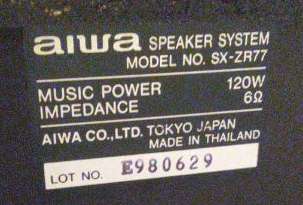 aiwa SPEAKER SYSTEM
MODEL NO. SX-ZR77
MUSIC POWER 120W
IMPEDANCE 6Ω
AIWA CO.,LTD. TOKYO JAPAN
MADE IN THAILAND
LOT NO. E980629